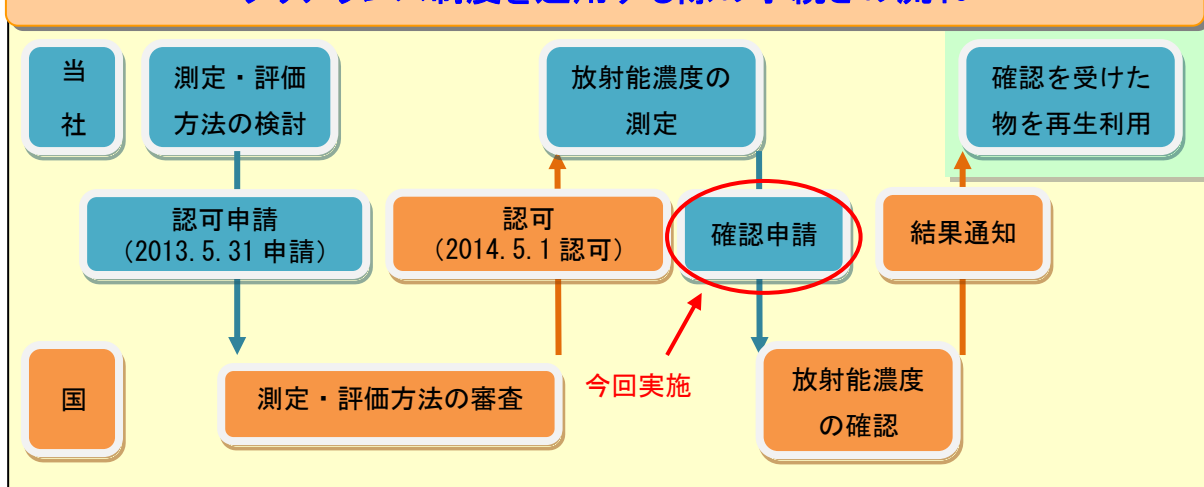 当
社
測定・評価
方法の検討
放射能濃度の
測定
確認を受けた
物を再生利用
認可申請
(2013.5.31 申請)
認可
(2014.5.1 認可)
確認申請
結果通知
国
測定・評価方法の審査
今回実施
放射能濃度
の確認